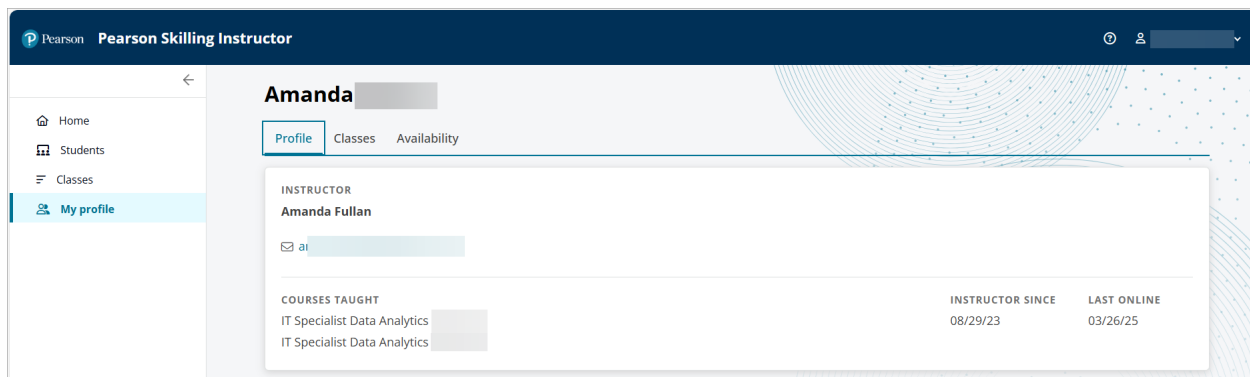 Pearson Pearson Skilling Instructor
Amanda
Home
Students
Classes
My profile
Profile Classes Availability
INSTRUCTOR
Amanda Fullan
COURSES TAUGHT
IT Specialist Data Analytics
IT Specialist Data Analytics
INSTRUCTOR SINCE
08/29/23
LAST ONLINE
03/26/25